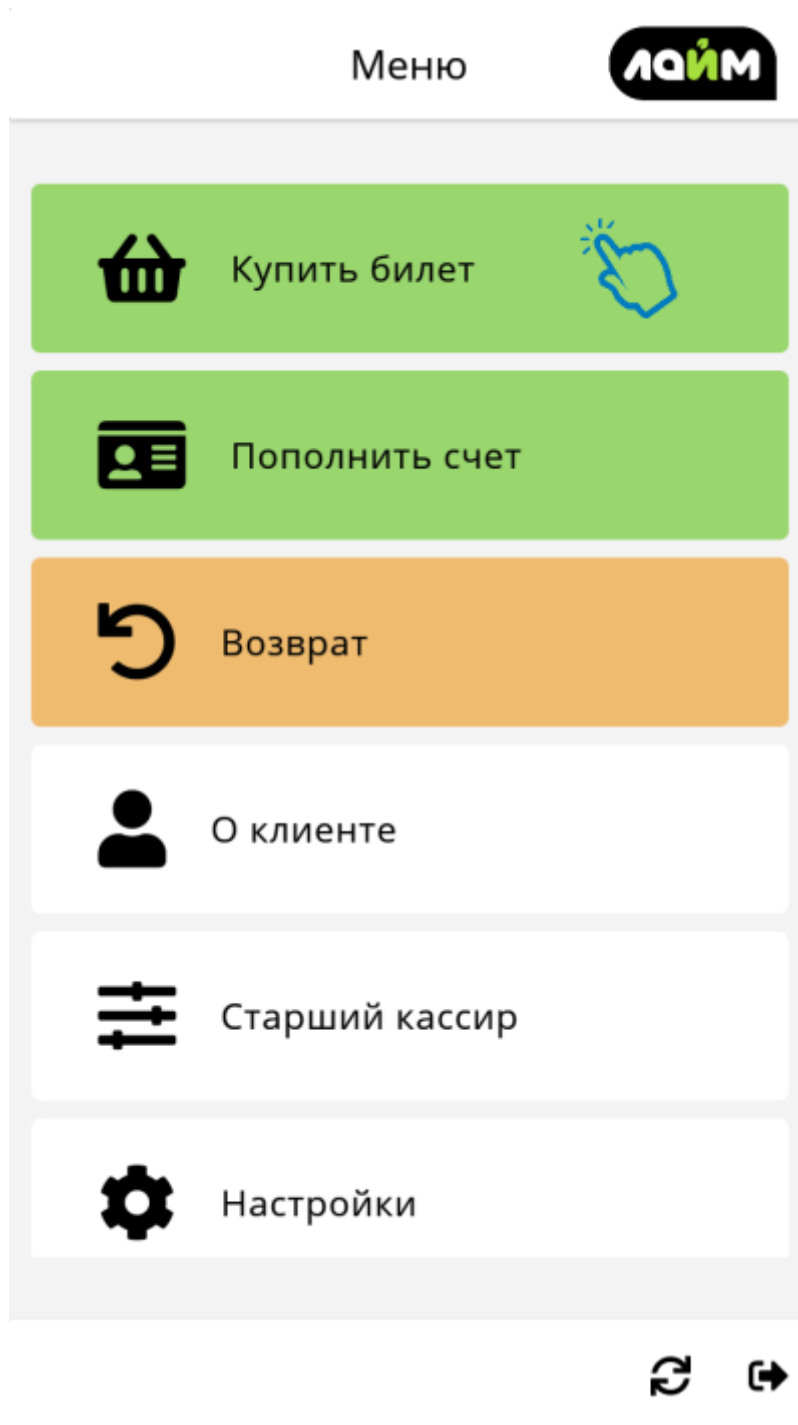 Меню
лайм
Купить билет
Пополнить счет
Возврат
О клиенте
Старший кассир
Настройки